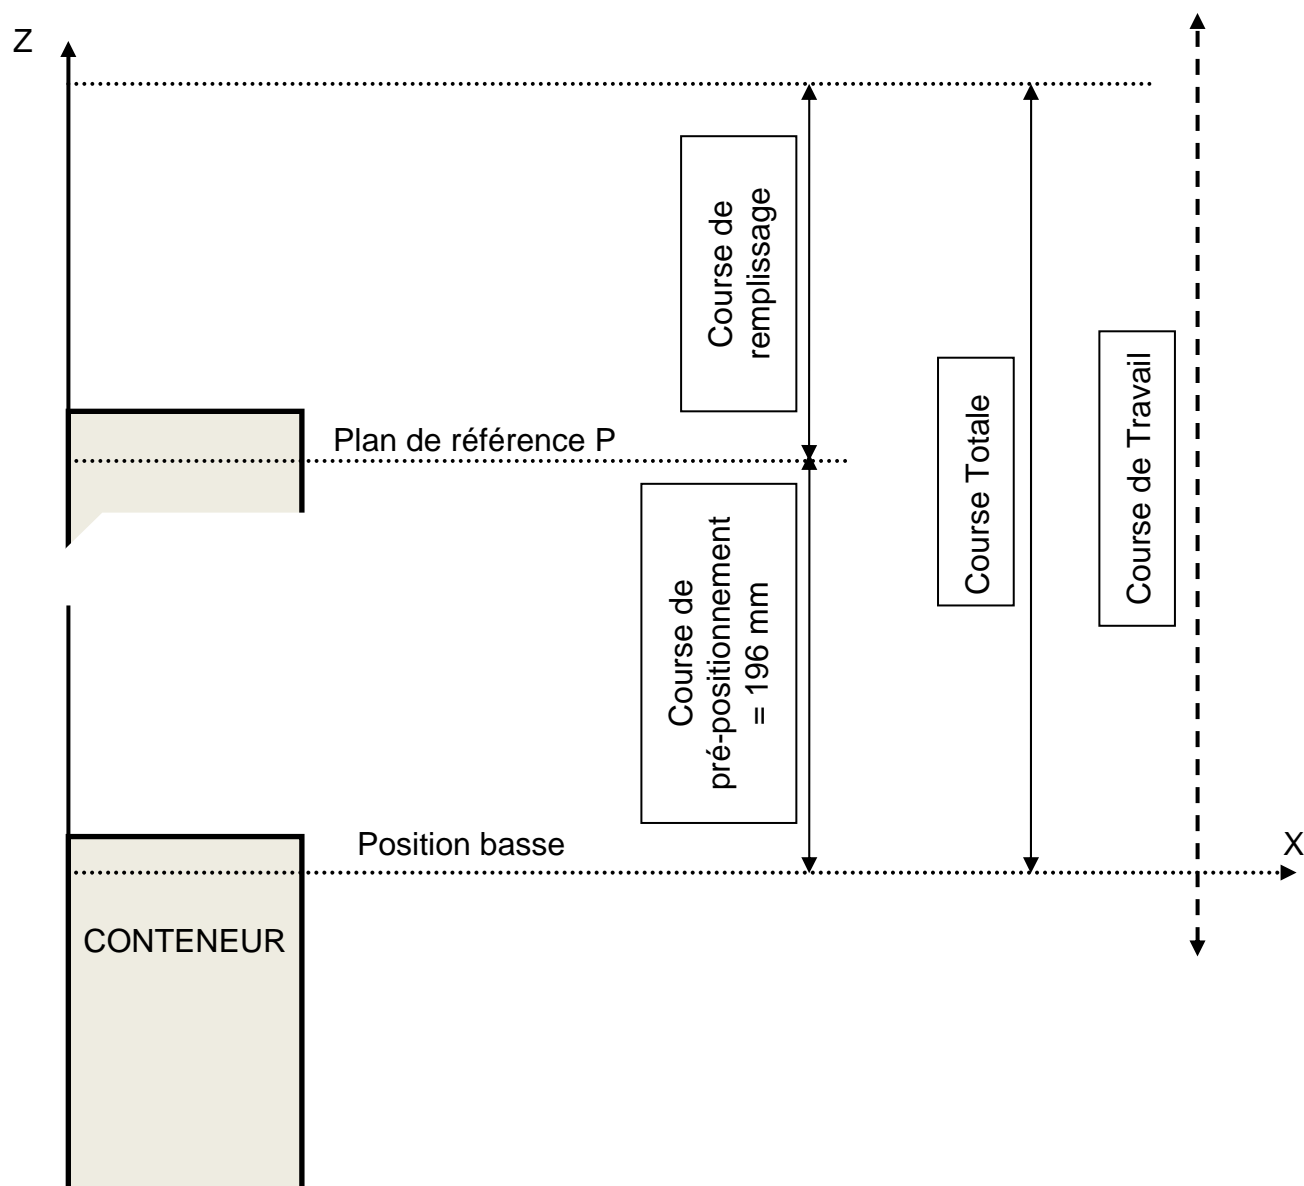 Z
Course de
remplissage
Plan de référence P
Course Totale
Course de Travail
Course de
pré-positionnement
= 196 mm
Position basse
X
CONTENEUR